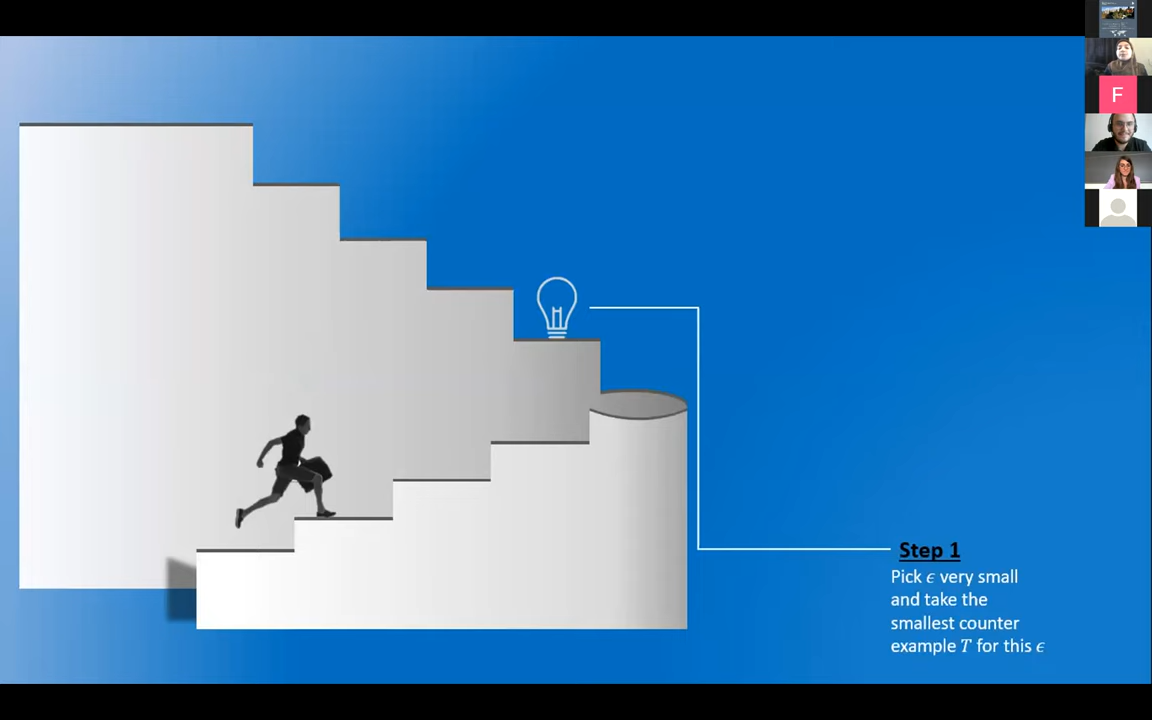 F
Step 1
Pick ϵ very small
and take the
smallest counter
example T for this ϵ